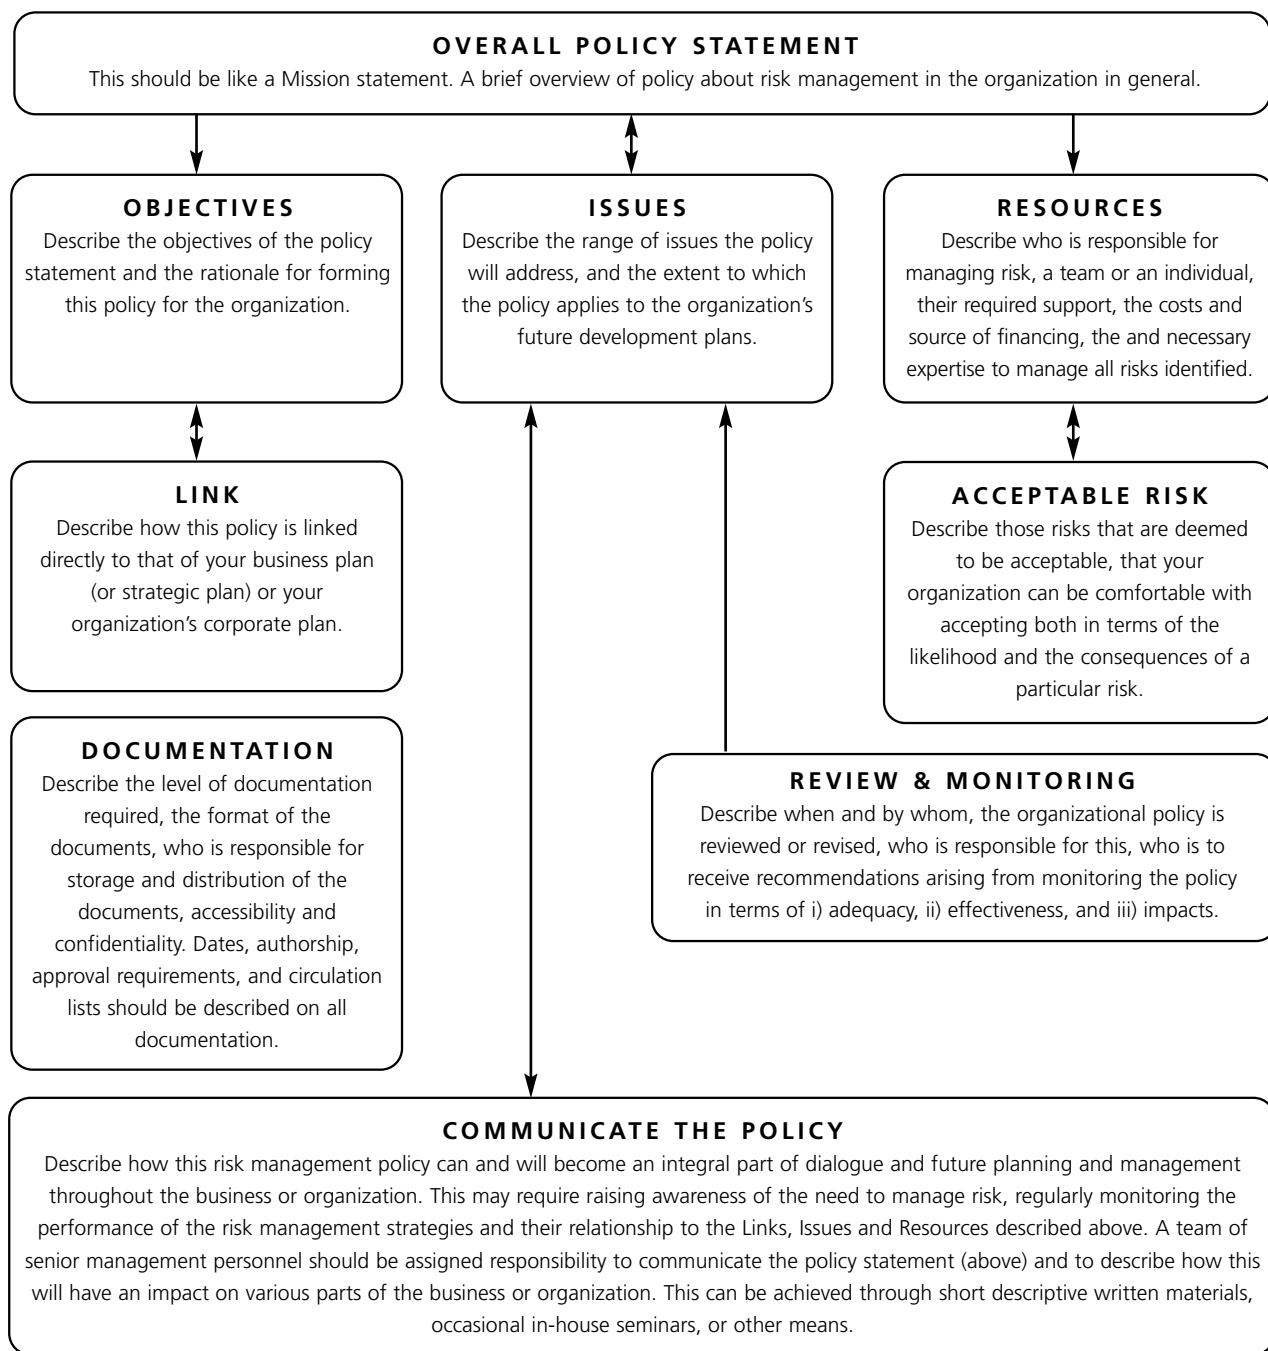 OVERALL POLICY STATEMENT
This should be like a Mission statement. A brief overview of policy about risk management in the organization in general.
OBJECTIVES
Describe the objectives of the policy
statement and the rationale for forming
this policy for the organization.
ISSUES
Describe the range of issues the policy
will address, and the extent to which
the policy applies to the organization’s
future development plans.
RESOURCES
Describe who is responsible for
managing risk, a team or an individual,
their required support, the costs and
source of financing, the and necessary
expertise to manage all risks identified.
LINK
Describe how this policy is linked
directly to that of your business plan
(or strategic plan) or your
organization’s corporate plan.
ACCEPTABLE RISK
Describe those risks that are deemed
to be acceptable, that your
organization can be comfortable with
accepting both in terms of the
likelihood and the consequences of a
particular risk.
DOCUMENTATION
Describe the level of documentation
required, the format of the
documents, who is responsible for
storage and distribution of the
documents, accessibility and
confidentiality. Dates, authorship,
approval requirements, and circulation
lists should be described on all
documentation.
REVIEW & MONITORING
Describe when and by whom, the organizational policy is
reviewed or revised, who is responsible for this, who is to
receive recommendations arising from monitoring the policy
in terms of i) adequacy, ii) effectiveness, and iii) impacts.
COMMUNICATE THE POLICY
Describe how this risk management policy can and will become an integral part of dialogue and future planning and management
throughout the business or organization. This may require raising awareness of the need to manage risk, regularly monitoring the
performance of the risk management strategies and their relationship to the Links, Issues and Resources described above. A team of
senior management personnel should be assigned responsibility to communicate the policy statement (above) and to describe how this
will have an impact on various parts of the business or organization. This can be achieved through short descriptive written materials,
occasional in-house seminars, or other means.